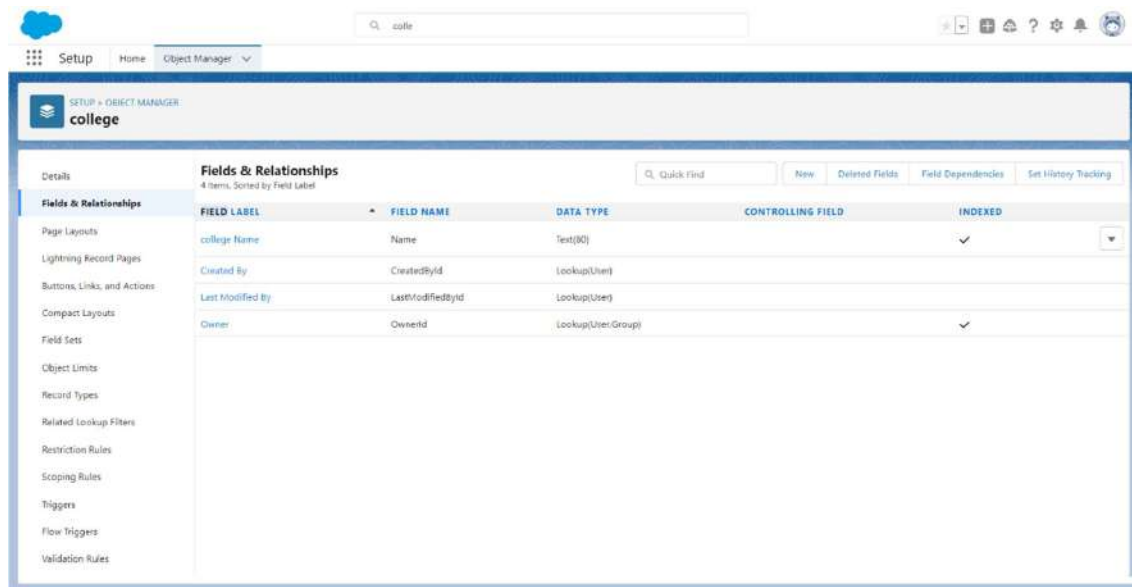 colle
Setup
Home
Object Manager
SETUP > OBJECT MANAGER
college
Details
Fields & Relationships
Page Layouts
Lightning Record Pages
Buttons, Links, and Actions
Compact Layouts
Field Sets
Object Limits
Record Types
Related Lookup Filters
Restriction Rules
Scoping Rules
Triggers
Flow Triggers
Validation Rules
Fields & Relationships
4 Items, Sorted by Field Label
Quick Find
New
Deleted Fields
Field Dependencies
Set History Tracking
FIELD LABEL FIELD NAME DATA TYPE CONTROLLING FIELD INDEXED
college Name Name Text(80)
Created By CreatedById Lookup(User)
Last Modified By LastModifiedById Lookup(User)
Owner OwnerId Lookup(User,Group)